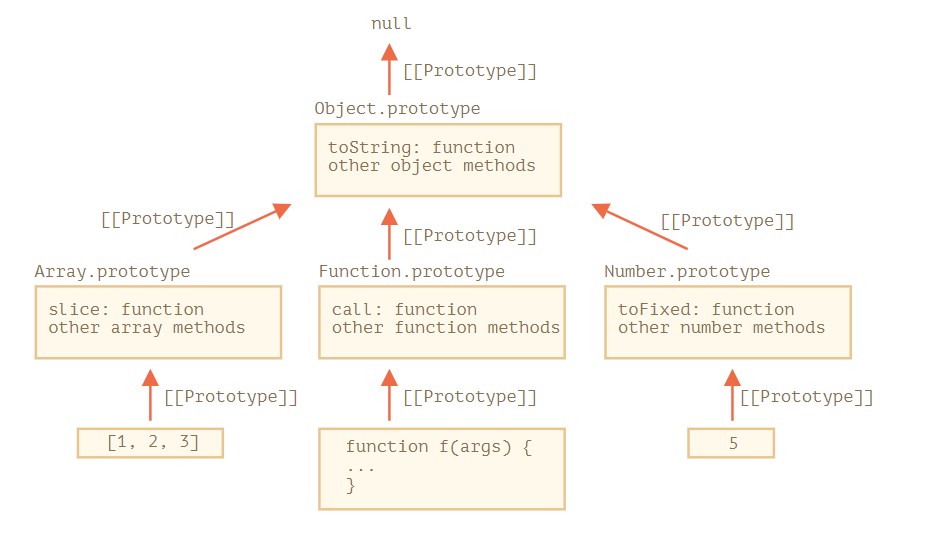 null
[[Prototype]]
Object.prototype
toString: function
other object methods
[[Prototype]]
[[Prototype]]
[[Prototype]]
Array.prototype
slice: function
other array methods
Function.prototype
call: function
other function methods
Number.prototype
toFixed: function
other number methods
[[Prototype]]
[[Prototype]]
[[Prototype]]
[1, 2, 3]
function f(args) {
...
}
5